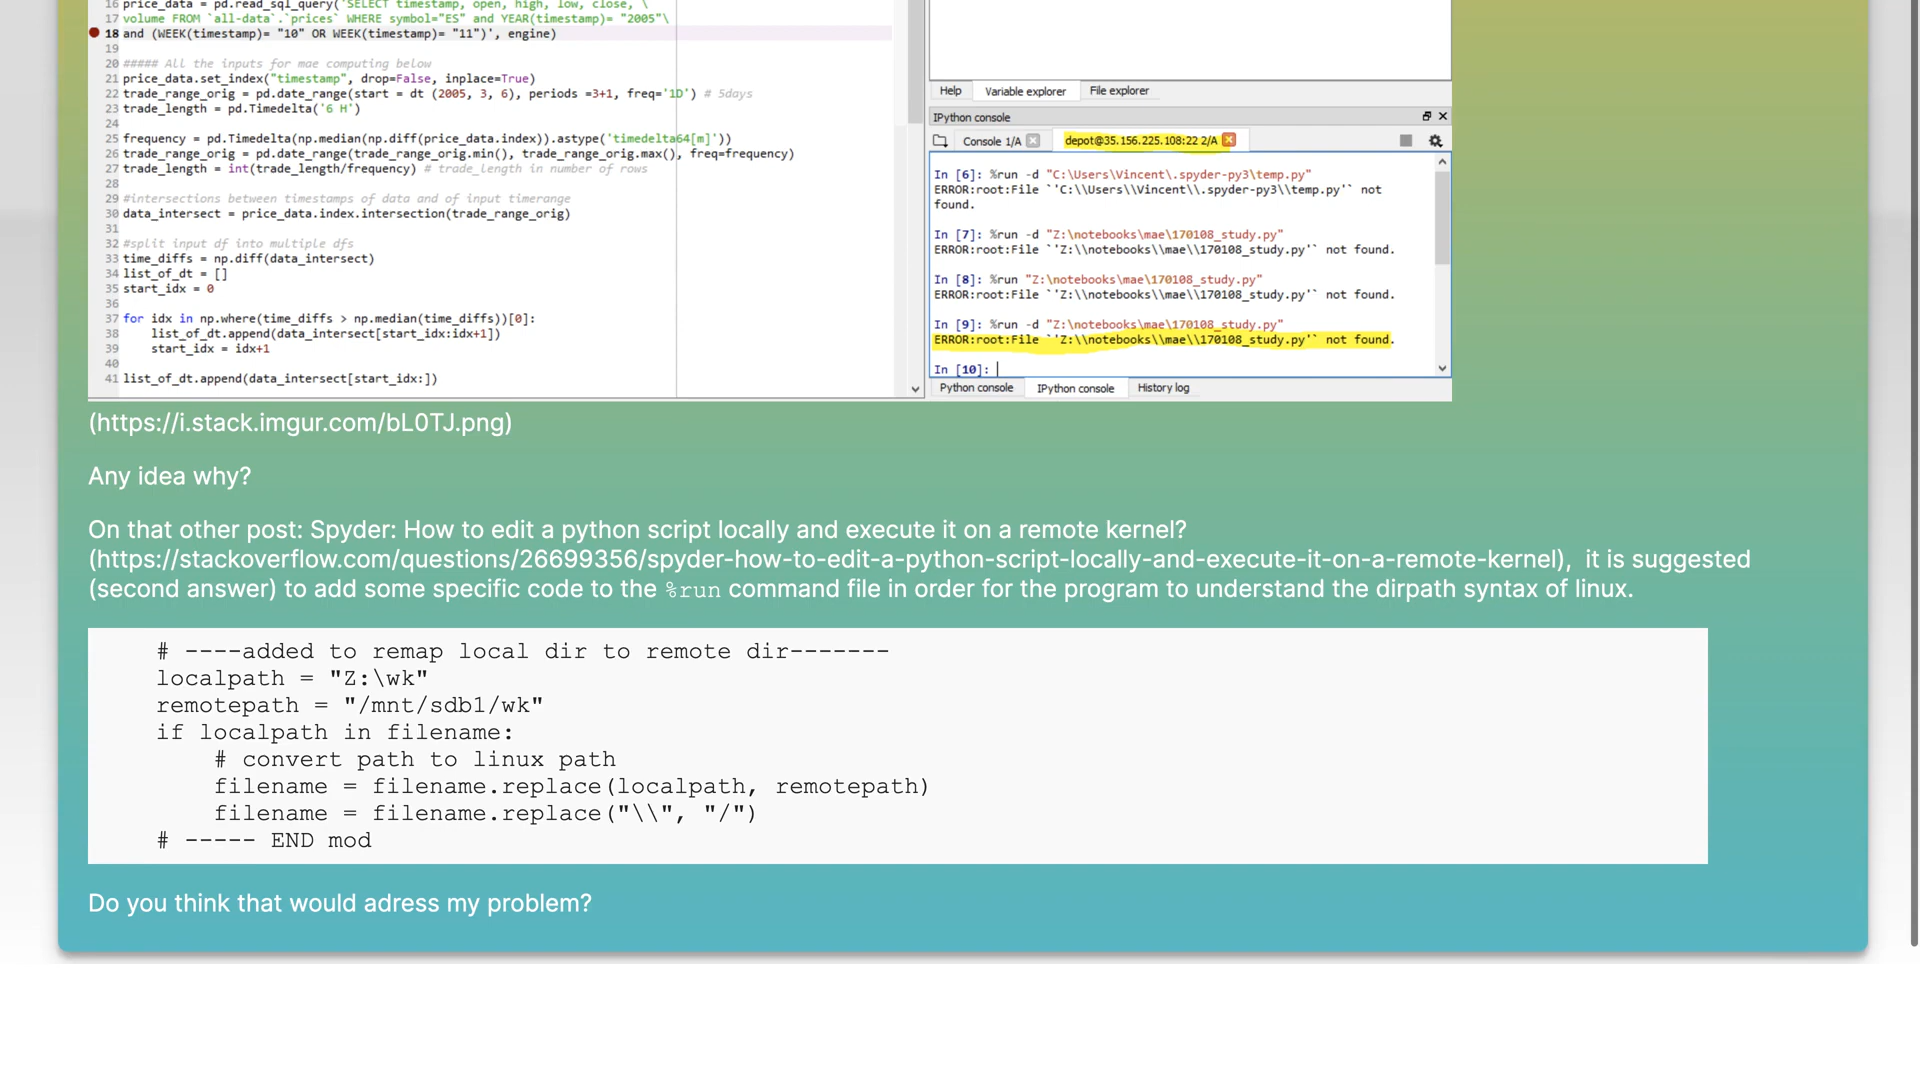 16 price_data = pd.read_sql_query('SELECT timestamp, open, high, low, close, \
17 volume FROM `all-data`.`prices` WHERE symbol="ES" and YEAR(timestamp)= "2005"\
18 and (WEEK(timestamp)= "10" OR WEEK(timestamp)= "11")', engine)
19
20 ##### All the inputs for mae computing below
21 price_data.set_index("timestamp", drop=False, inplace=True)
22 trade_range_orig = pd.date_range(start = dt (2005, 3, 6), periods =3+1, freq='1D') # 5days
23 trade_length = pd.Timedelta('6 H')
24
25 frequency = pd.Timedelta(np.median(np.diff(price_data.index)).astype('timedelta64[m]'))
26 trade_range_orig = pd.date_range(trade_range_orig.min(), trade_range_orig.max(), freq=frequency)
27 trade_length = int(trade_length/frequency) # trade_length in number of rows
28
29 #intersections between timestamps of data and of input timerange
30 data_intersect = price_data.index.intersection(trade_range_orig)
31
32 #split input df into multiple dfs
33 time_diffs = np.diff(data_intersect)
34 list_of_dt = []
35 start_idx = 0
36
37 for idx in np.where(time_diffs > np.median(time_diffs))[0]:
38 list_of_dt.append(data_intersect[start_idx:idx+1])
39 start_idx = idx+1
40
41 list_of_dt.append(data_intersect[start_idx:])
Help Variable explorer File explorer
IPython console
Console 1/A depot@35.156.225.108:22 2/A
In [6]: %run -d "C:\Users\Vincent\.spyder-py3\temp.py"
ERROR:root:File `'C:\\Users\\Vincent\\.spyder-py3\\temp.py'` not
found.
In [7]: %run -d "Z:\notebooks\mae\170108_study.py"
ERROR:root:File `'Z:\\notebooks\\mae\\170108_study.py'` not found.
In [8]: %run "Z:\notebooks\mae\170108_study.py"
ERROR:root:File `'Z:\\notebooks\\mae\\170108_study.py'` not found.
In [9]: %run -d "Z:\notebooks\mae\170108_study.py"
ERROR:root:File `'Z:\\notebooks\\mae\\170108_study.py'` not found.
In [10]:
Python console IPython console History log
(https://i.stack.imgur.com/bL0TJ.png)
Any idea why?
On that other post: Spyder: How to edit a python script locally and execute it on a remote kernel?
(https://stackoverflow.com/questions/26699356/spyder-how-to-edit-a-python-script-locally-and-execute-it-on-a-remote-kernel), it is suggested
(second answer) to add some specific code to the %run command file in order for the program to understand the dirpath syntax of linux.
# ----added to remap local dir to remote dir-------
localpath = "Z:\wk"
remotepath = "/mnt/sdb1/wk"
if localpath in filename:
# convert path to linux path
filename = filename.replace(localpath, remotepath)
filename = filename.replace("\\", "/")
# ----- END mod
Do you think that would adress my problem?